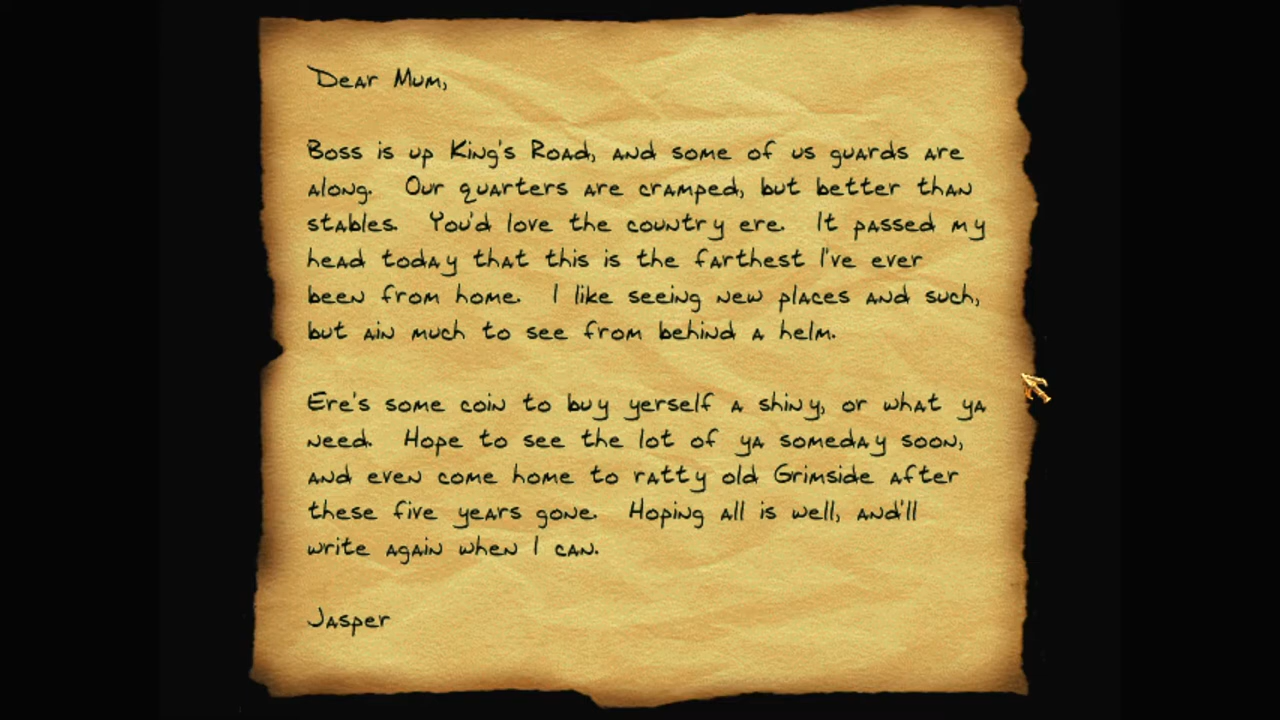 Dear Mum,
Boss is up King's Road, and some of us guards are
along.  Our quarters are cramped, but better than
stables.  You'd love the country ere.  It passed my
head today that this is the farthest I've ever
been from home.  I like seeing new places and such,
but ain much to see from behind a helm.
Ere's some coin to buy yerself a shiny, or what ya
need.  Hope to see the lot of ya someday soon,
and even come home to ratty old Grimside after
these five years gone.  Hoping all is well, and'll
write again when I can.
Jasper